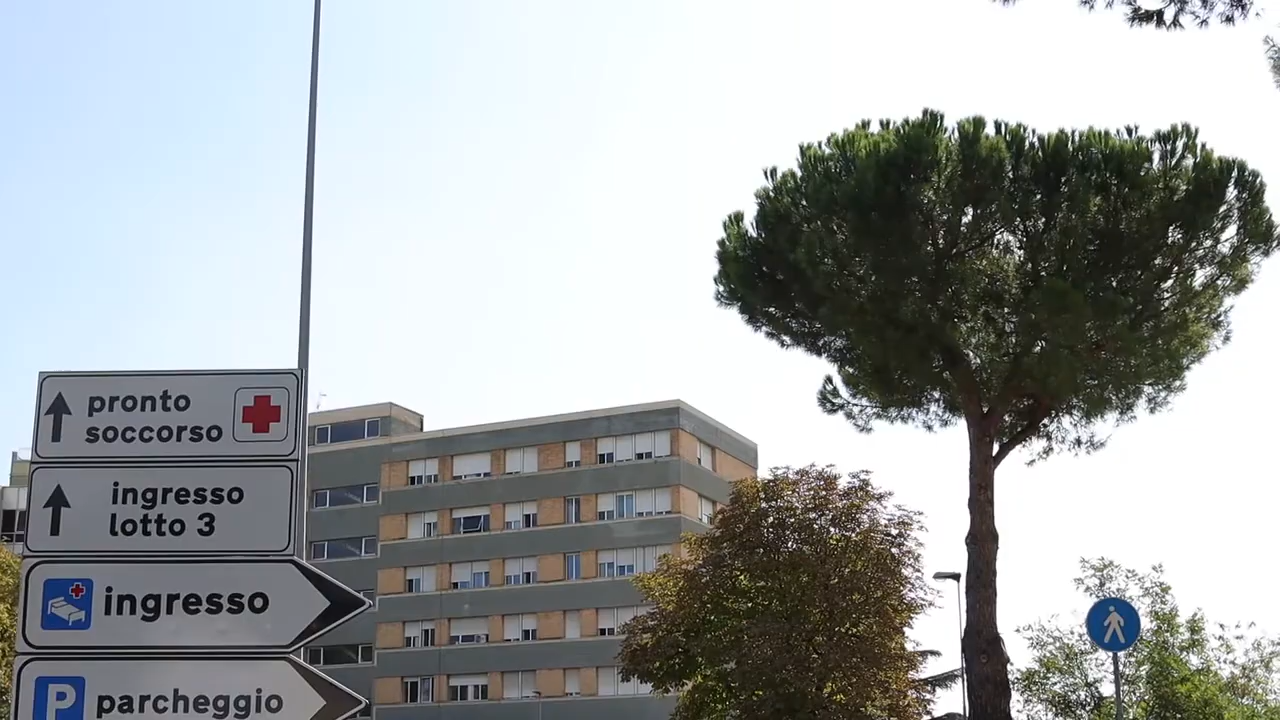 pronto
soccorso
ingresso
lotto 3
ingresso
P parcheggio